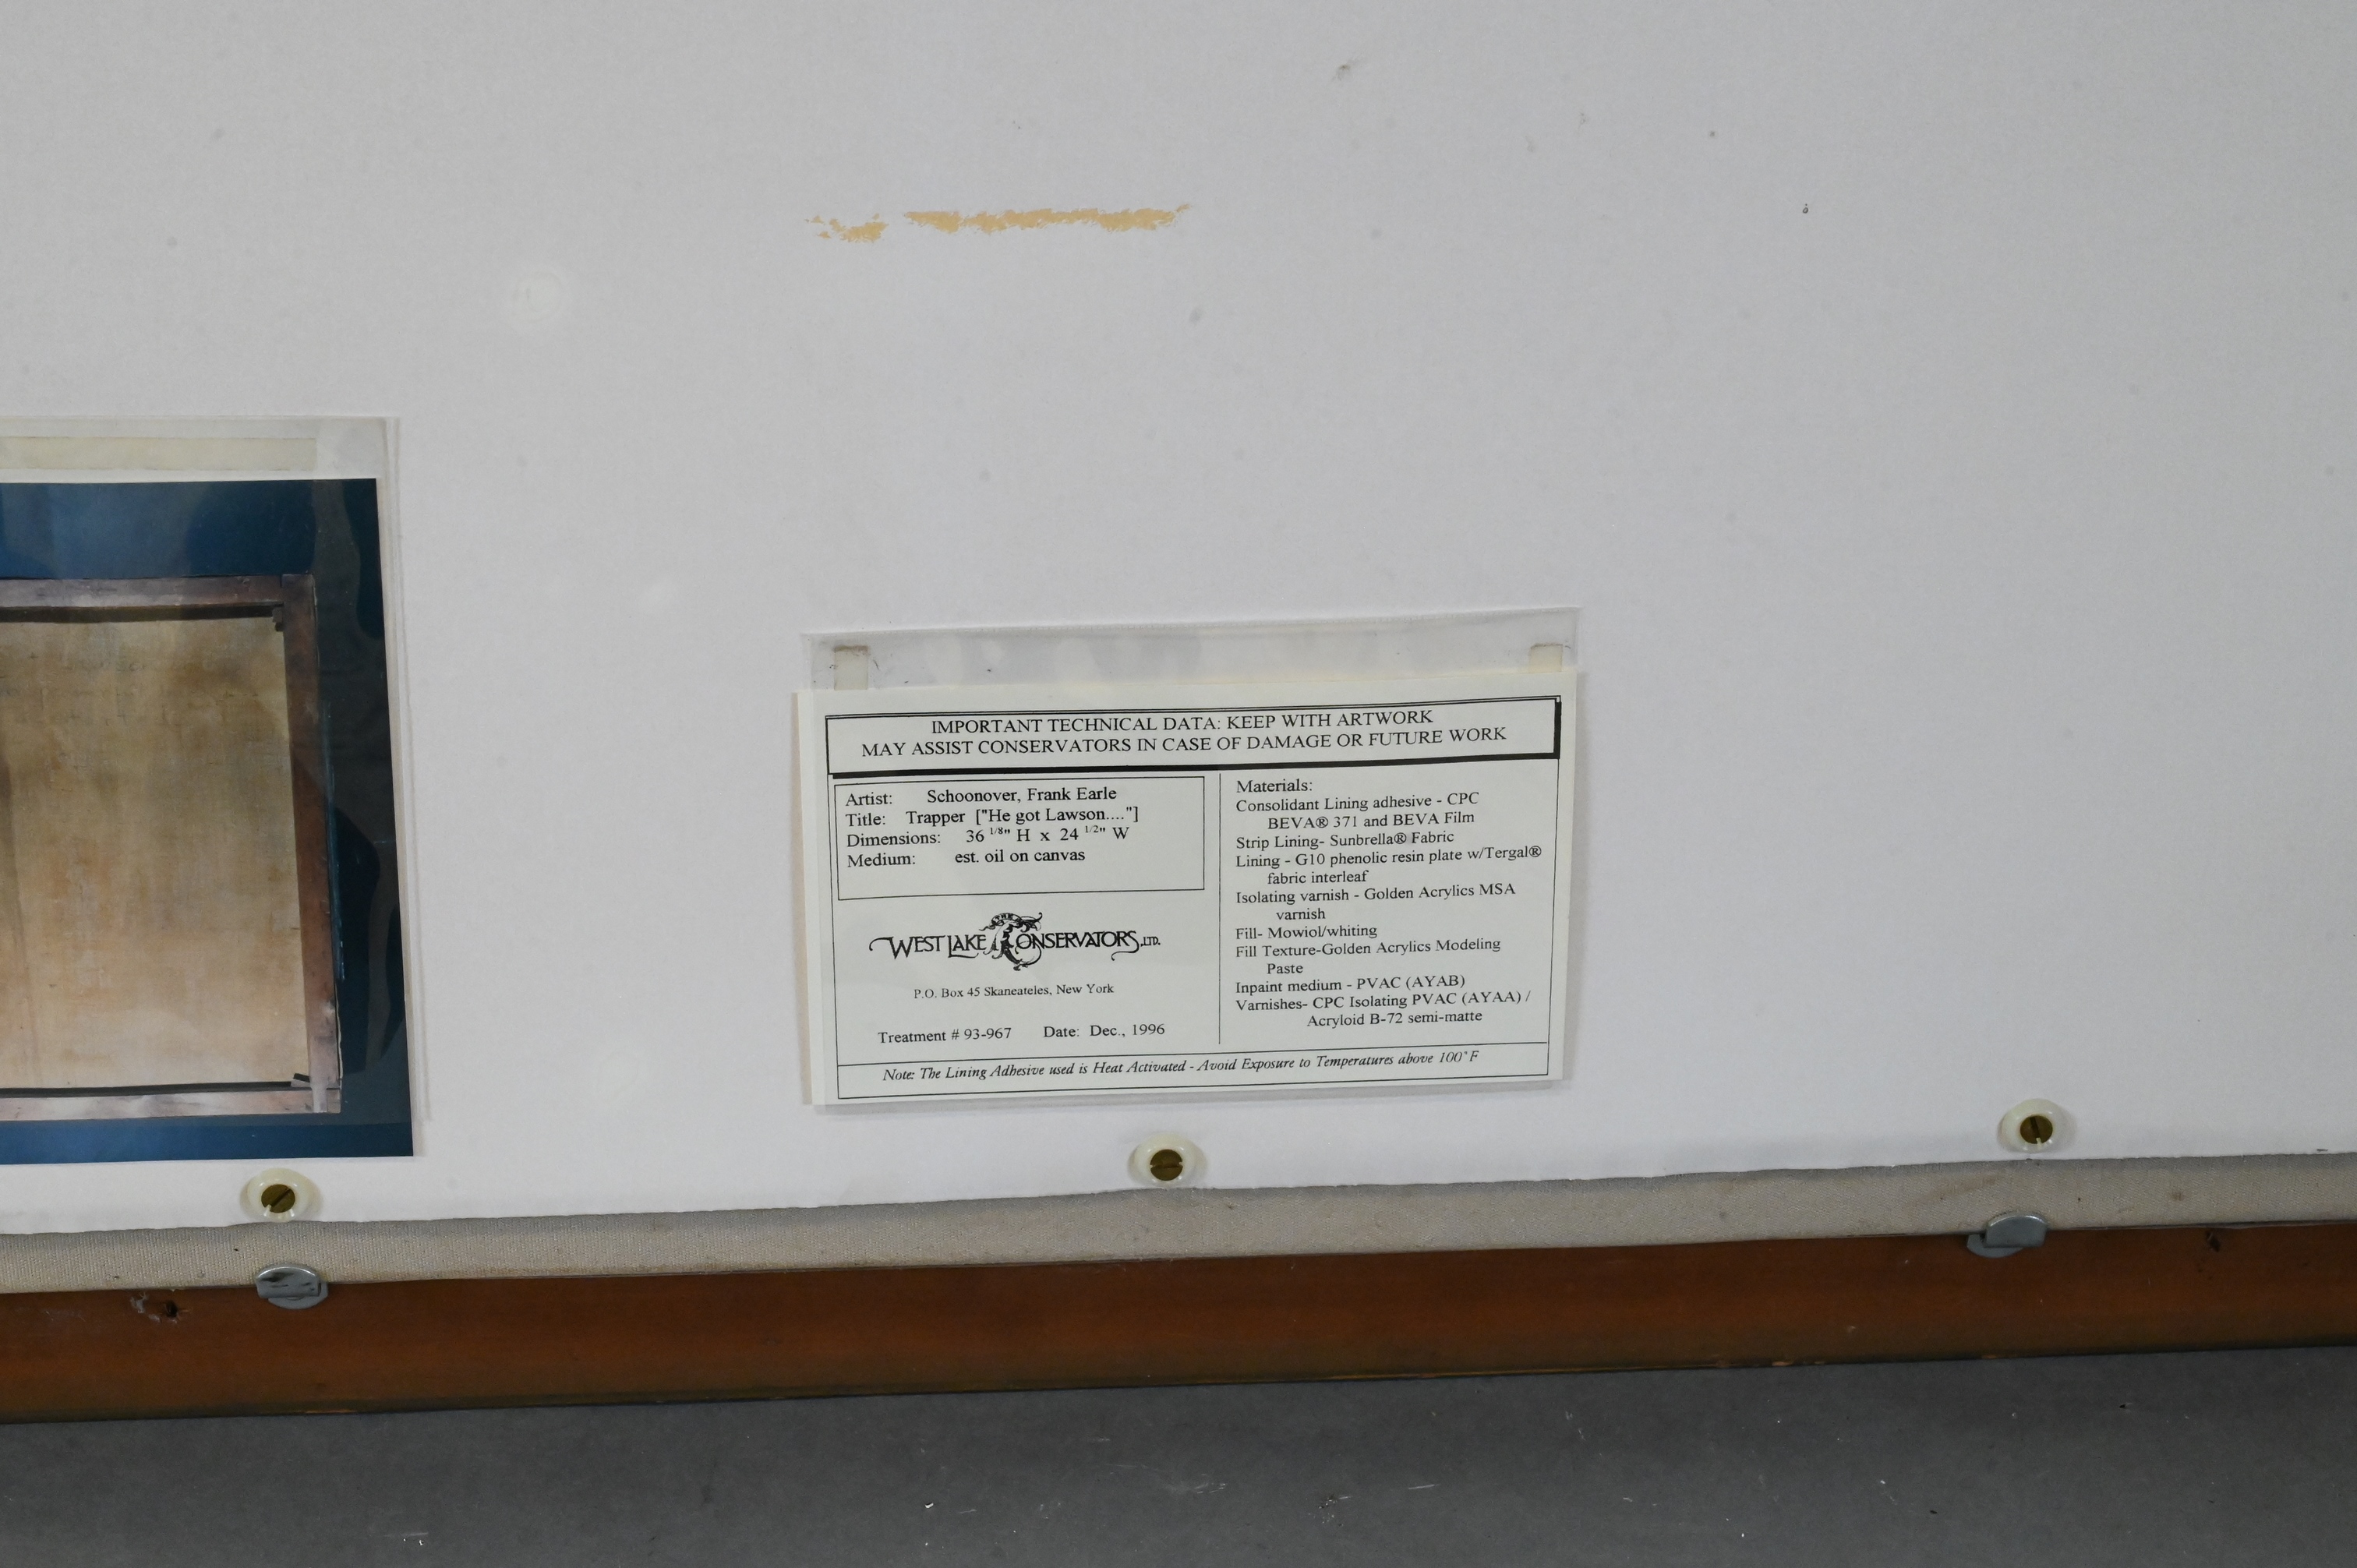 IMPORTANT TECHNICAL DATA: KEEP WITH ARTWORK
MAY ASSIST CONSERVATORS IN CASE OF DAMAGE OR FUTURE WORK
Artist: Schoonover, Frank Earle
Title: Trapper ["He got Lawson...."]
Dimensions: 36 1/8" H x 24 1/2" W
Medium: est. oil on canvas
THE
WEST LAKE CONSERVATORS, LTD.
P.O. Box 45 Skaneateles, New York
Treatment # 93-967 Date: Dec., 1996
Materials:
Consolidant Lining adhesive - CPC
BEVA® 371 and BEVA Film
Strip Lining- Sunbrella® Fabric
Lining - G10 phenolic resin plate w/Tergal®
fabric interleaf
Isolating varnish - Golden Acrylics MSA
varnish
Fill- Mowiol/whiting
Fill Texture-Golden Acrylics Modeling
Paste
Inpaint medium - PVAC (AYAB)
Varnishes- CPC Isolating PVAC (AYAA) /
Acryloid B-72 semi-matte
Note: The Lining Adhesive used is Heat Activated - Avoid Exposure to Temperatures above 100°F